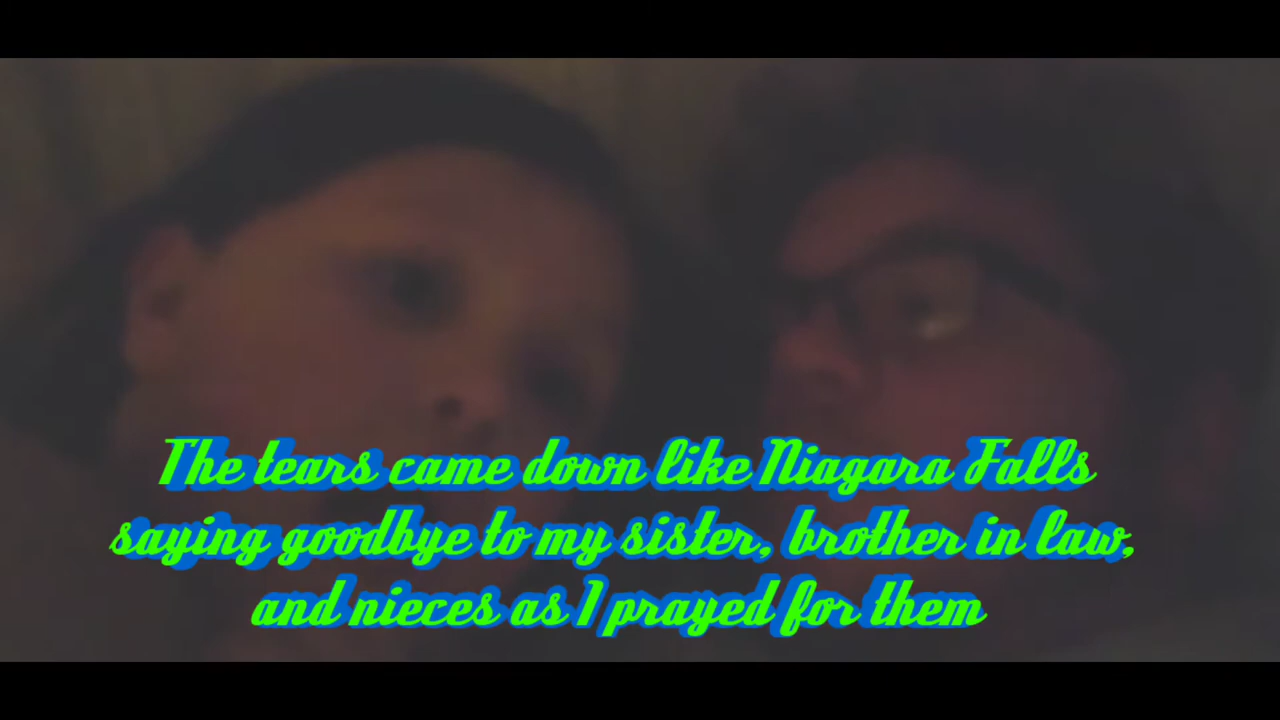 The tears came down like Niagara Falls
saying goodbye to my sister, brother in law,
and nieces as I prayed for them